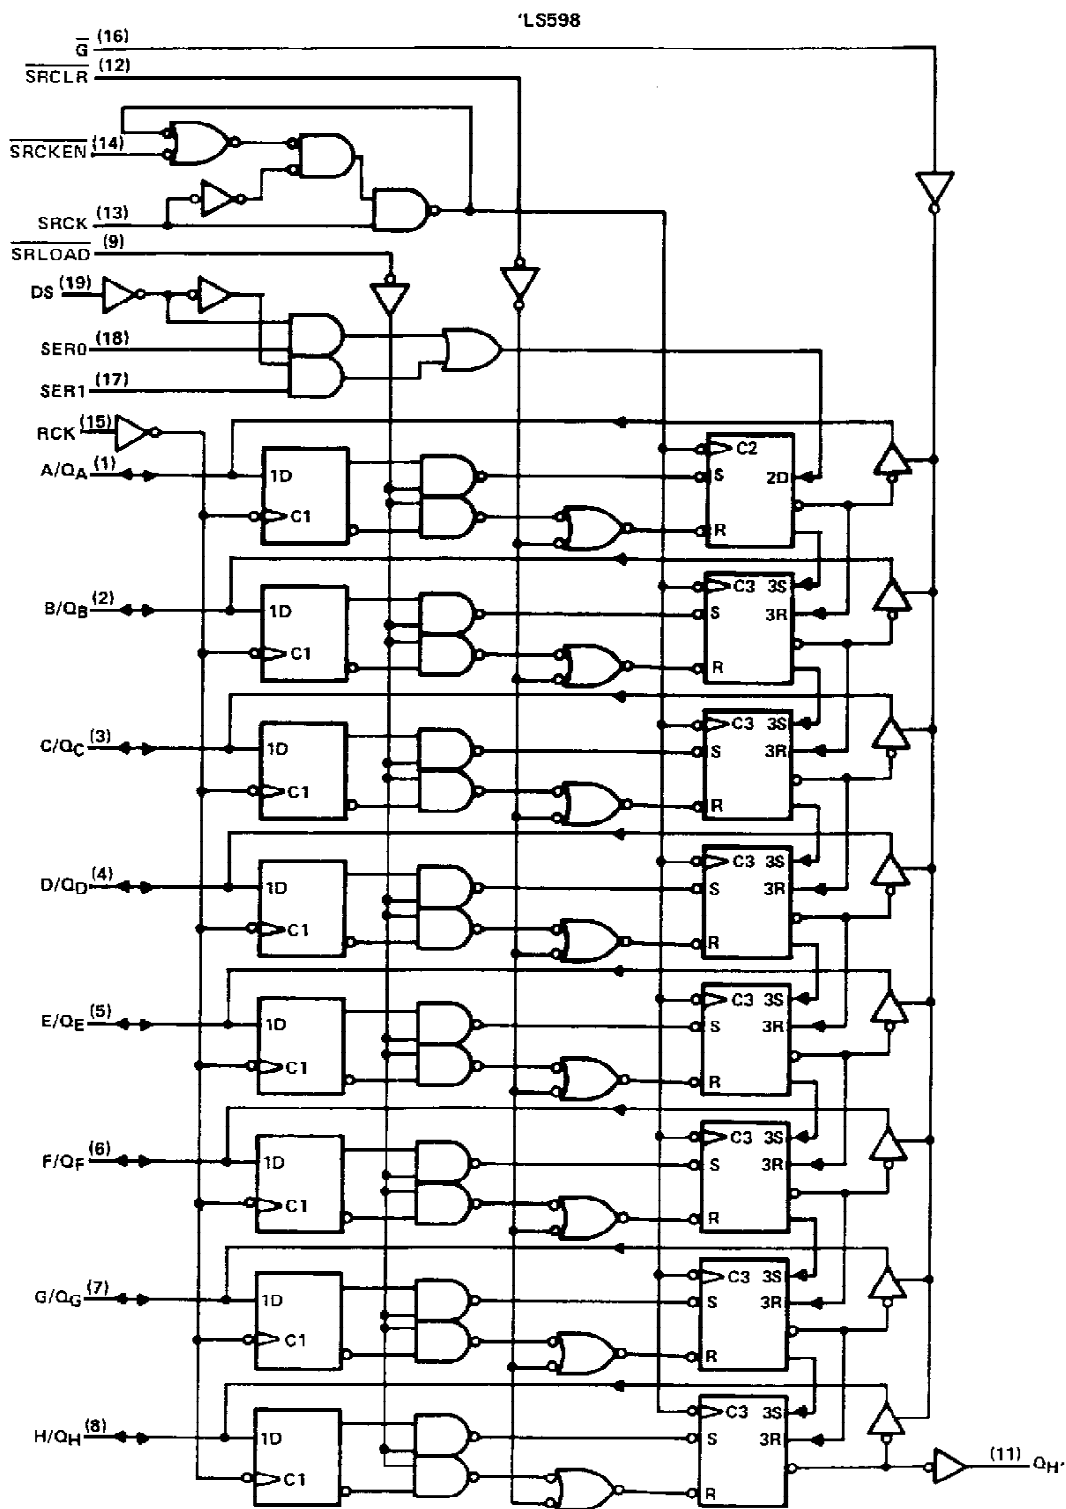 'LS598
G (16)
SRCLR (12)
SRCKEN (14)
SRCK (13)
SRLOAD (9)
DS (19)
SER0 (18)
SER1 (17)
RCK (15)
A/QA (1)
1D
C1
C2
S
2D
R
B/QB (2)
1D
C1
C3 3S
S 3R
R
C/QC (3)
1D
C1
C3 3S
S 3R
R
D/QD (4)
1D
C1
C3 3S
S 3R
R
E/QE (5)
1D
C1
C3 3S
S 3R
R
F/QF (6)
1D
C1
C3 3S
S 3R
R
G/QG (7)
1D
C1
C3 3S
S 3R
R
H/QH (8)
1D
C1
C3 3S
S 3R
R
(11) QH'